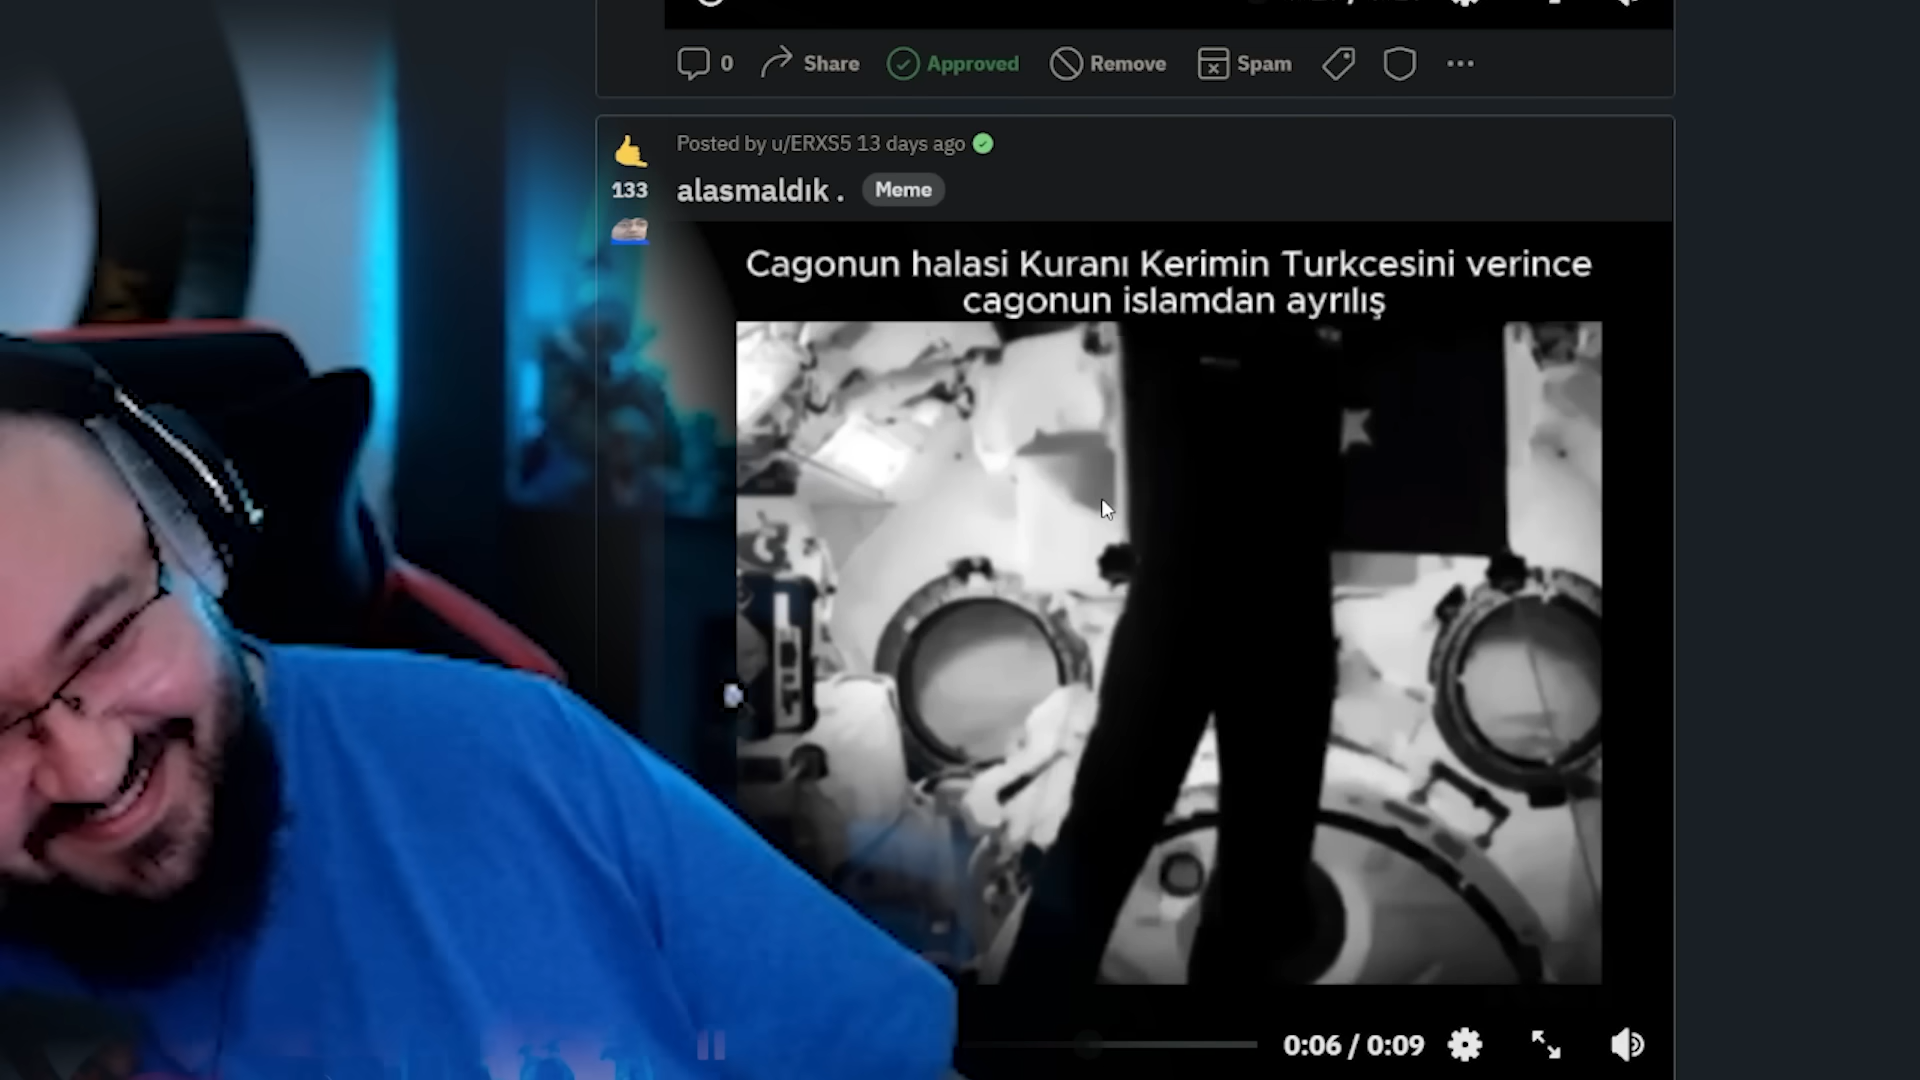 0 Share Approved Remove Spam
Posted by u/ERXS5 13 days ago
133
alasmaldık . Meme
Cagonun halasi Kuranı Kerimin Turkcesini verince
cagonun islamdan ayrılış
0:06 / 0:09